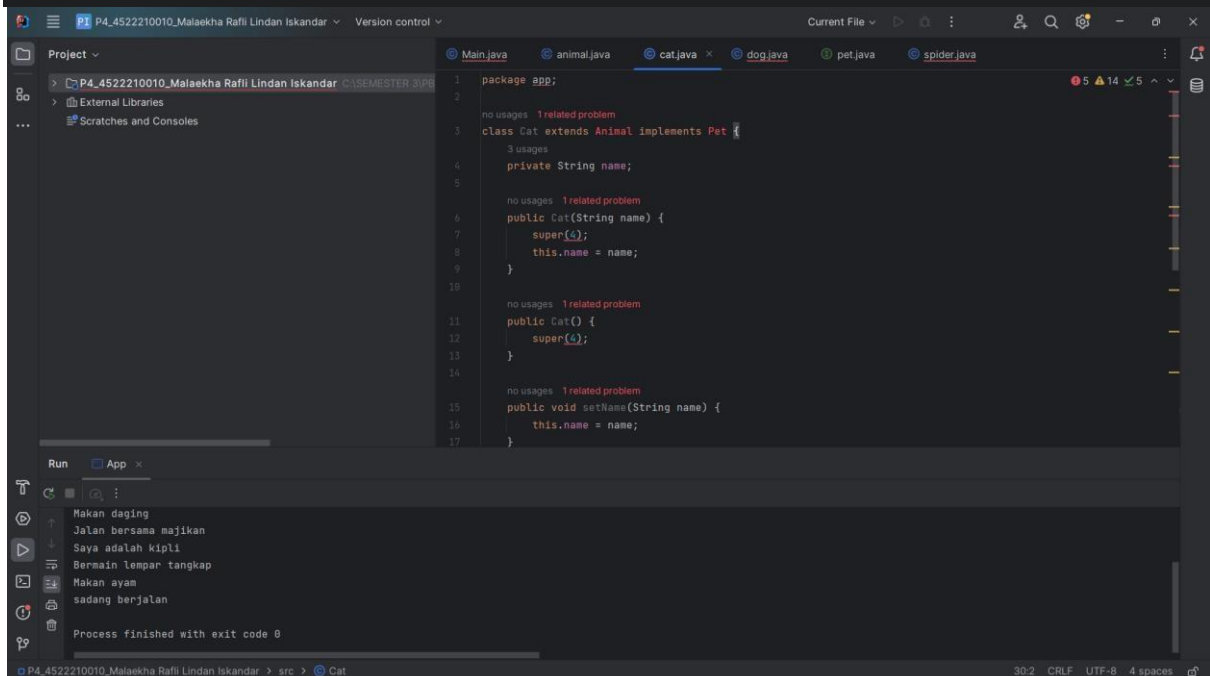 PI P4_4522210010_Malaekha Rafli Lindan Iskandar Version control Current File
Project
P4_4522210010_Malaekha Rafli Lindan Iskandar C:\SEMESTER 3\PB
External Libraries
Scratches and Consoles
Main.java animal.java cat.java dog.java pet.java spider.java
5 14 5
1 package app;
2
no usages 1 related problem
3 class Cat extends Animal implements Pet {
3 usages
4 private String name;
5
no usages 1 related problem
6 public Cat(String name) {
7 super(4);
8 this.name = name;
9 }
10
no usages 1 related problem
11 public Cat() {
12 super(4);
13 }
14
no usages 1 related problem
15 public void setName(String name) {
16 this.name = name;
17 }
Run App
Makan daging
Jalan bersama majikan
Saya adalah kipli
Bermain lempar tangkap
Makan ayam
sadang berjalan
Process finished with exit code 0
P4_4522210010_Malaekha Rafli Lindan Iskandar > src > Cat 30:2 CRLF UTF-8 4 spaces